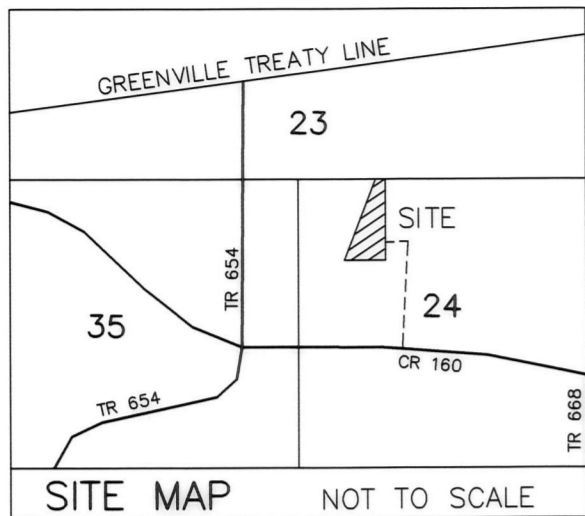 GREENVILLE TREATY LINE
23
SITE
TR 654
35
24
CR 160
TR 654
TR 668
SITE MAP NOT TO SCALE